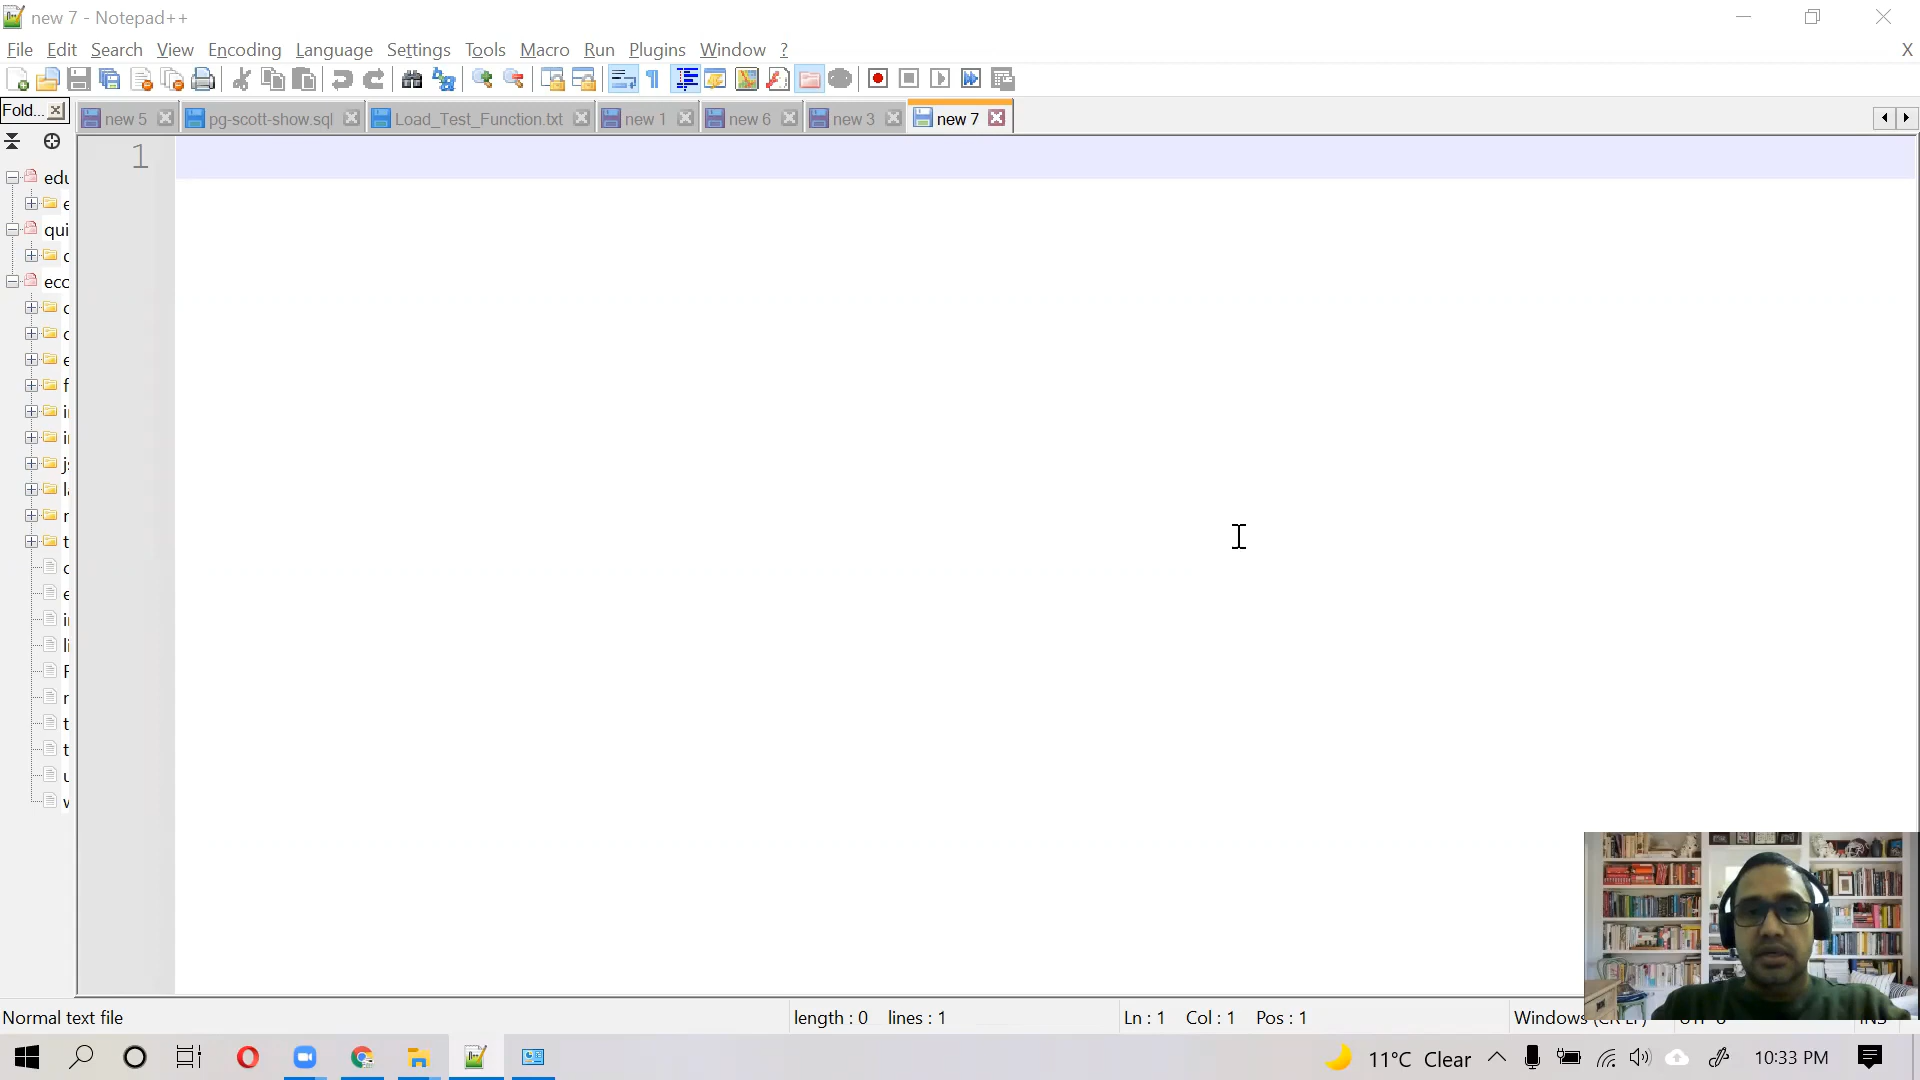 new 7 - Notepad++
File Edit Search View Encoding Language Settings Tools Macro Run Plugins Window ? X
Fold... new 5 pg-scott-show.sql Load_Test_Function.txt new 1 new 6 new 3 new 7
1
edu
e
qui
c
eco
c
c
e
f
i
i
j
l
r
t
c
e
i
li
F
r
t
t
u
v
Normal text file length : 0 lines : 1 Ln : 1 Col : 1 Pos : 1 Windows
11°C Clear 10:33 PM